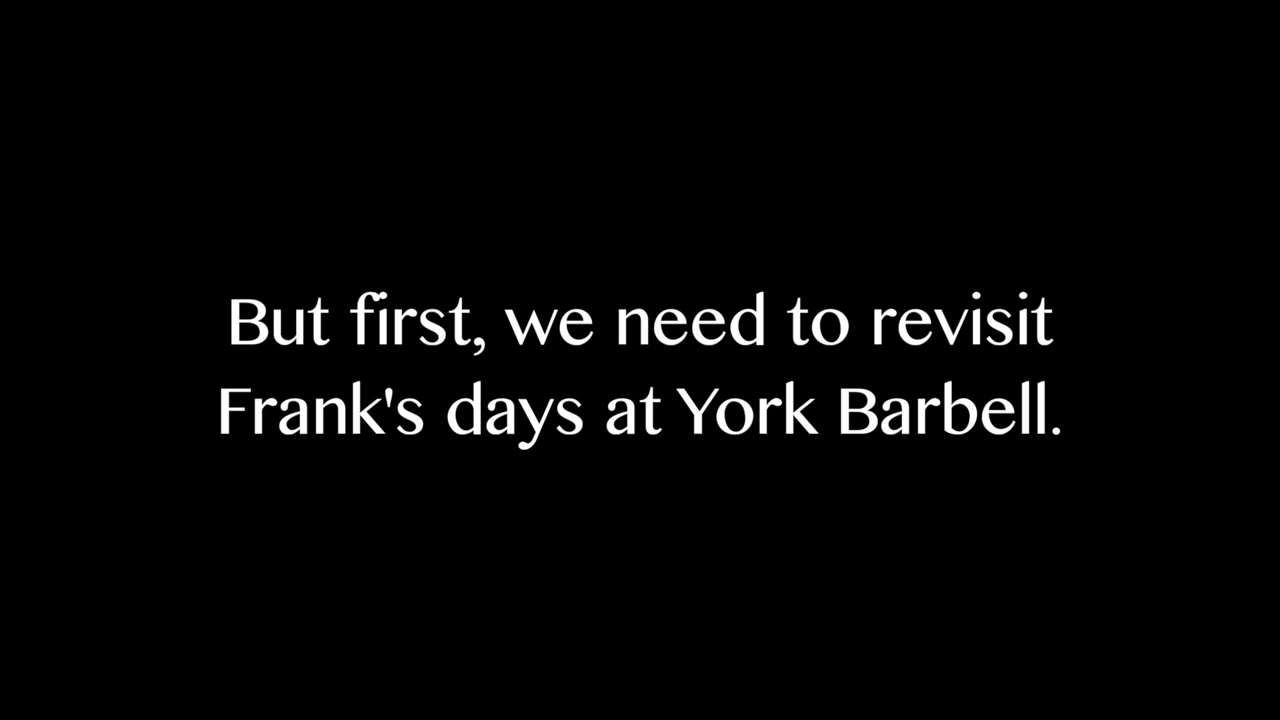 But first, we need to revisit
Frank's days at York Barbell.